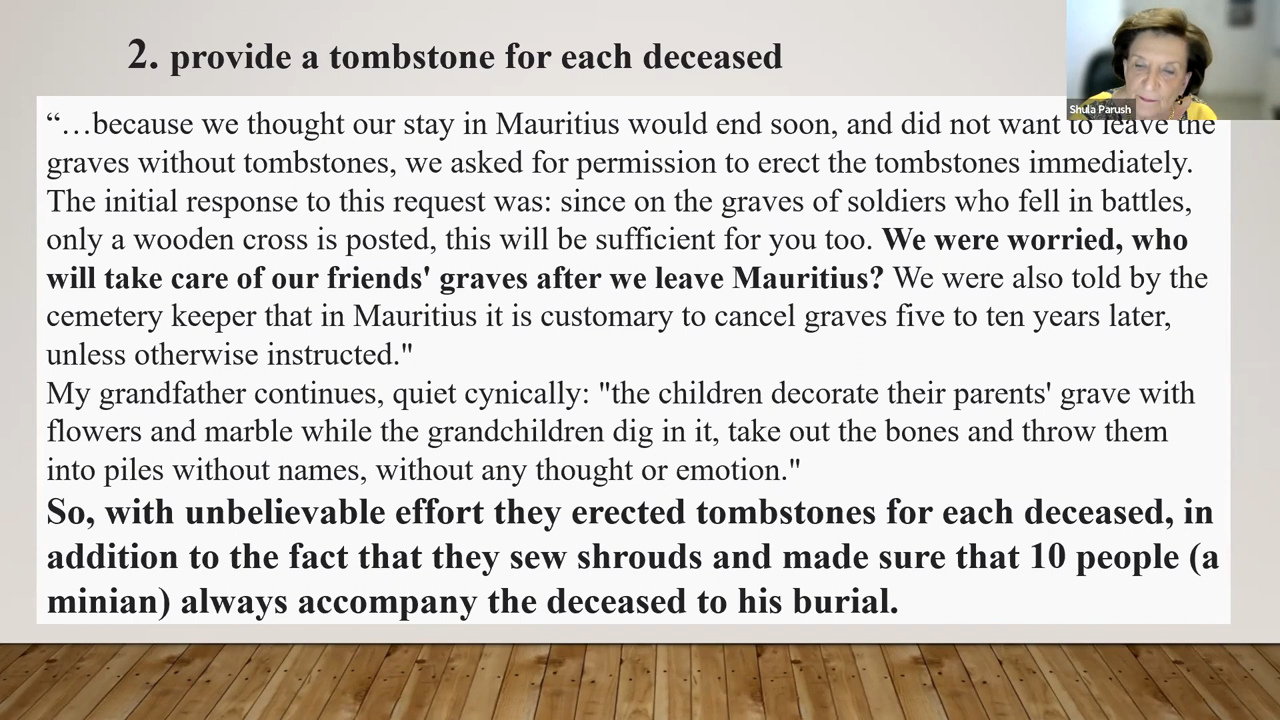 2. provide a tombstone for each deceased
Shula Parush
“…because we thought our stay in Mauritius would end soon, and did not want to leave the
graves without tombstones, we asked for permission to erect the tombstones immediately.
The initial response to this request was: since on the graves of soldiers who fell in battles,
only a wooden cross is posted, this will be sufficient for you too. We were worried, who
will take care of our friends' graves after we leave Mauritius? We were also told by the
cemetery keeper that in Mauritius it is customary to cancel graves five to ten years later,
unless otherwise instructed."
My grandfather continues, quiet cynically: "the children decorate their parents' grave with
flowers and marble while the grandchildren dig in it, take out the bones and throw them
into piles without names, without any thought or emotion."
So, with unbelievable effort they erected tombstones for each deceased, in
addition to the fact that they sew shrouds and made sure that 10 people (a
minian) always accompany the deceased to his burial.